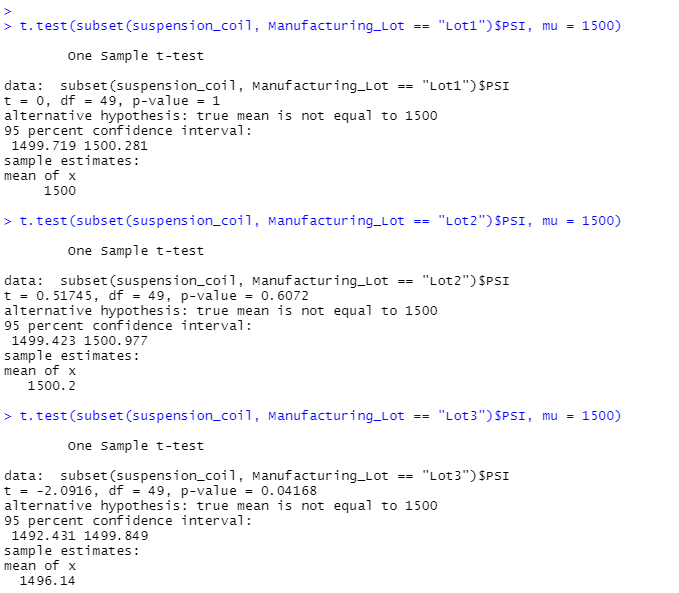 >
> t.test(subset(suspension_coil, Manufacturing_Lot == "Lot1")$PSI, mu = 1500)
One Sample t-test
data:  subset(suspension_coil, Manufacturing_Lot == "Lot1")$PSI
t = 0, df = 49, p-value = 1
alternative hypothesis: true mean is not equal to 1500
95 percent confidence interval:
1499.719 1500.281
sample estimates:
mean of x
1500
> t.test(subset(suspension_coil, Manufacturing_Lot == "Lot2")$PSI, mu = 1500)
One Sample t-test
data:  subset(suspension_coil, Manufacturing_Lot == "Lot2")$PSI
t = 0.51745, df = 49, p-value = 0.6072
alternative hypothesis: true mean is not equal to 1500
95 percent confidence interval:
1499.423 1500.977
sample estimates:
mean of x
1500.2
> t.test(subset(suspension_coil, Manufacturing_Lot == "Lot3")$PSI, mu = 1500)
One Sample t-test
data:  subset(suspension_coil, Manufacturing_Lot == "Lot3")$PSI
t = -2.0916, df = 49, p-value = 0.04168
alternative hypothesis: true mean is not equal to 1500
95 percent confidence interval:
1492.431 1499.849
sample estimates:
mean of x
1496.14